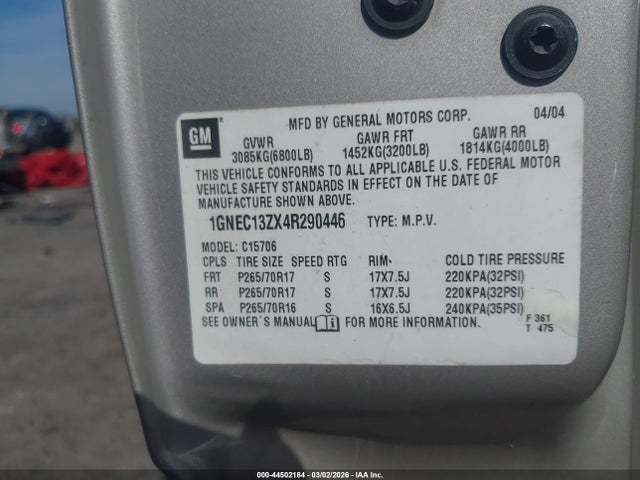 GM
MFD BY GENERAL MOTORS CORP. 04/04
GVWR GAWR FRT GAWR RR
3085KG(6800LB) 1452KG(3200LB) 1814KG(4000LB)
THIS VEHICLE CONFORMS TO ALL APPLICABLE U.S. FEDERAL MOTOR
VEHICLE SAFETY STANDARDS IN EFFECT ON THE DATE OF
MANUFACTURE SHOWN ABOVE.
1GNEC13ZX4R290446 TYPE: M.P.V.
MODEL: C15706
CPLS TIRE SIZE SPEED RTG RIM COLD TIRE PRESSURE
FRT P265/70R17 S 17X7.5J 220KPA(32PSI)
RR P265/70R17 S 17X7.5J 220KPA(32PSI)
SPA P265/70R16 S 16X6.5J 240KPA(35PSI)
SEE OWNER'S MANUAL FOR MORE INFORMATION. F 361
T 475
000-44502184 - 03/02/2026 - IAA Inc.